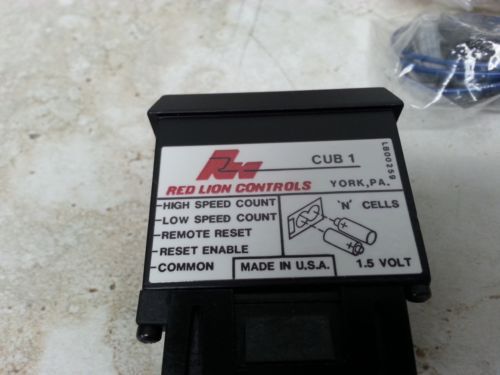 CUB 1
RED LION CONTROLS
YORK, PA.
LB00259
HIGH SPEED COUNT
LOW SPEED COUNT
REMOTE RESET
RESET ENABLE
COMMON
'N' CELLS
MADE IN U.S.A.
1.5 VOLT